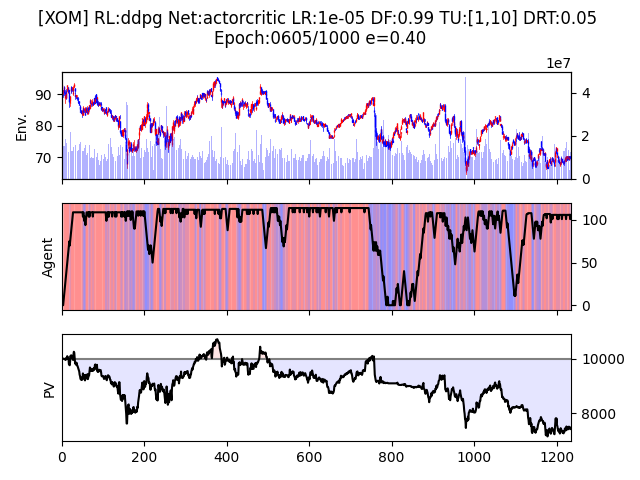 [XOM] RL:ddpg Net:actorcritic LR:1e-05 DF:0.99 TU:[1,10] DRT:0.05
Epoch:0605/1000 e=0.40
1e7
Env.
90
80
70
4
2
0
Agent
100
50
0
PV
10000
8000
0 200 400 600 800 1000 1200